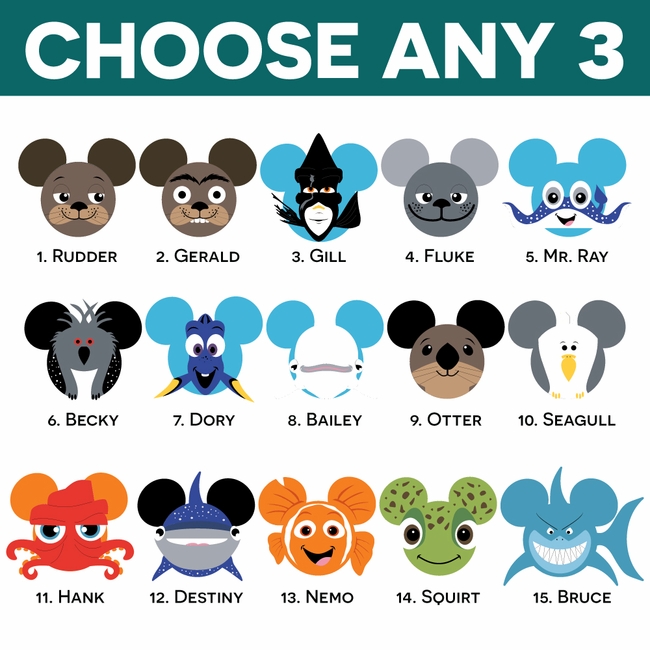 CHOOSE ANY 3
1. RUDDER
2. GERALD
3. GILL
4. FLUKE
5. MR. RAY
6. BECKY
7. DORY
8. BAILEY
9. OTTER
10. SEAGULL
11. HANK
12. DESTINY
13. NEMO
14. SQUIRT
15. BRUCE